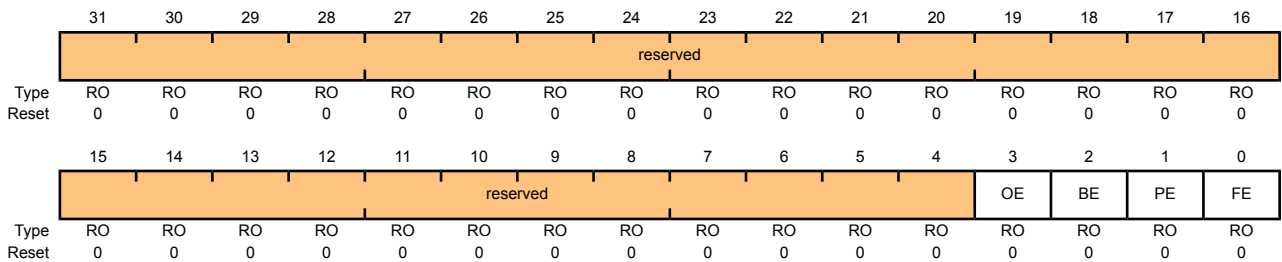 31 30 29 28 27 26 25 24 23 22 21 20 19 18 17 16
reserved
Type RO RO RO RO RO RO RO RO RO RO RO RO RO RO RO RO
Reset 0 0 0 0 0 0 0 0 0 0 0 0 0 0 0 0
15 14 13 12 11 10 9 8 7 6 5 4 3 2 1 0
reserved OE BE PE FE
Type RO RO RO RO RO RO RO RO RO RO RO RO RO RO RO RO
Reset 0 0 0 0 0 0 0 0 0 0 0 0 0 0 0 0